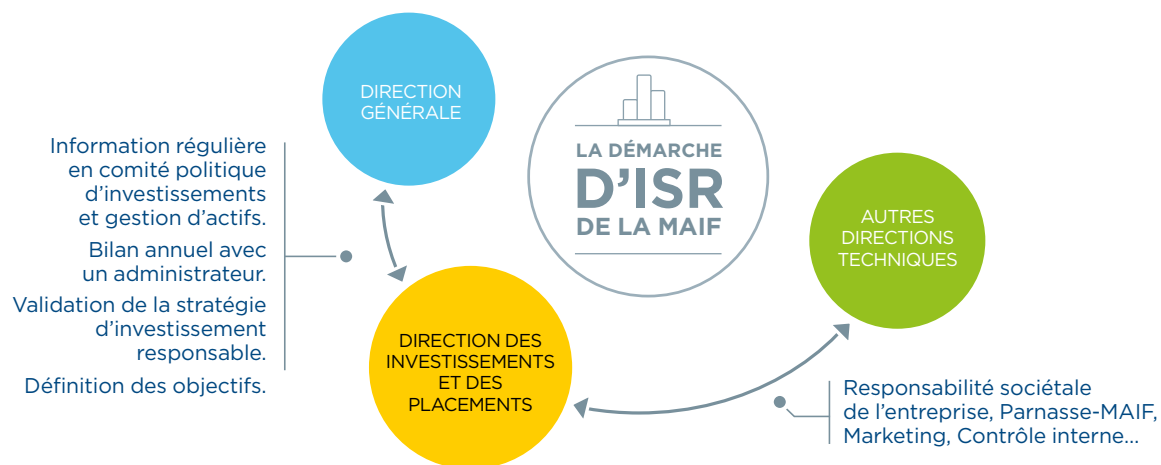 DIRECTION
GÉNÉRALE
LA DÉMARCHE
D'ISR
DE LA MAIF
Information régulière
en comité politique
d'investissements
et gestion d'actifs.
Bilan annuel avec
un administrateur.
Validation de la stratégie
d'investissement
responsable.
Définition des objectifs.
AUTRES
DIRECTIONS
TECHNIQUES
DIRECTION DES
INVESTISSEMENTS
ET DES
PLACEMENTS
Responsabilité sociétale
de l'entreprise, Parnasse-MAIF,
Marketing, Contrôle interne...